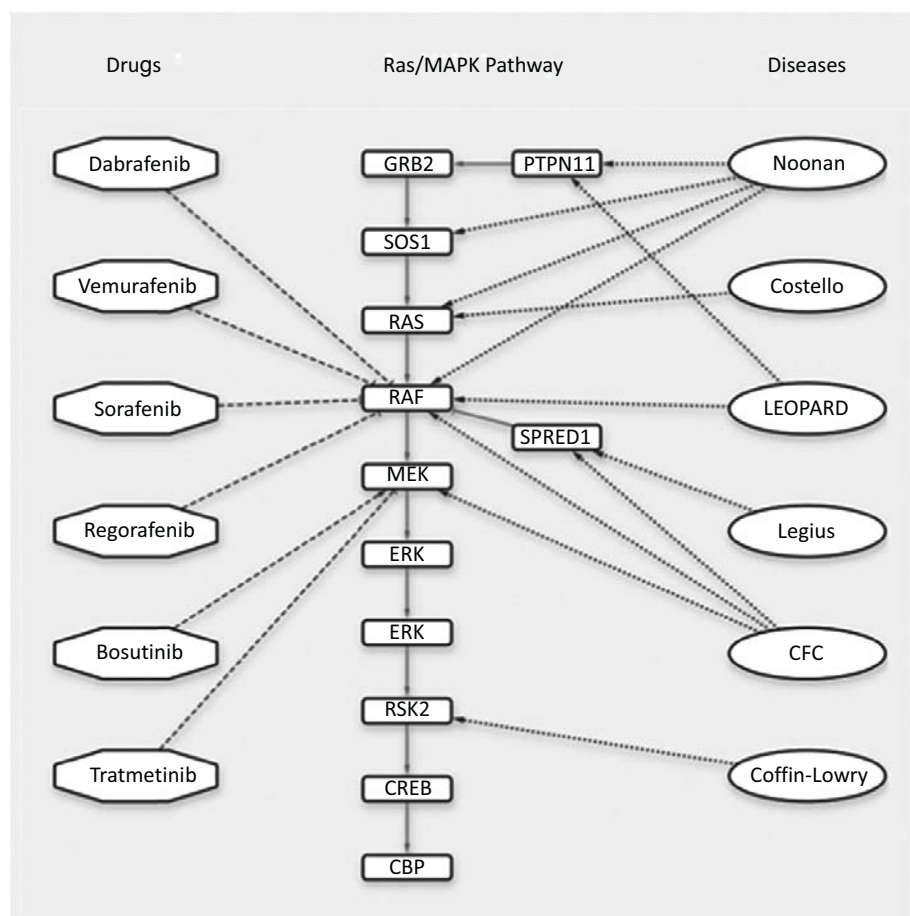 Drugs
Ras/MAPK Pathway
Diseases
Dabrafenib
GRB2
PTPN11
Noonan
SOS1
Vemurafenib
Costello
RAS
RAF
Sorafenib
LEOPARD
SPRED1
MEK
Regorafenib
Legius
ERK
ERK
Bosutinib
CFC
RSK2
Tratmetinib
Coffin-Lowry
CREB
CBP